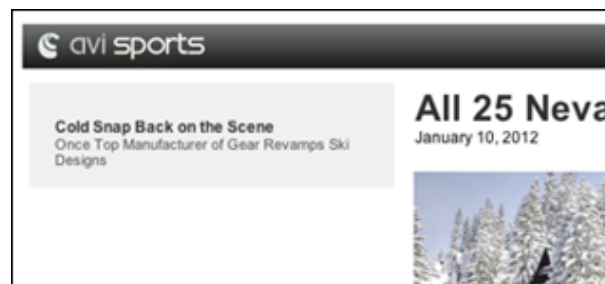 avi sports
Cold Snap Back on the Scene
Once Top Manufacturer of Gear Revamps Ski
Designs
All 25 Neva
January 10, 2012